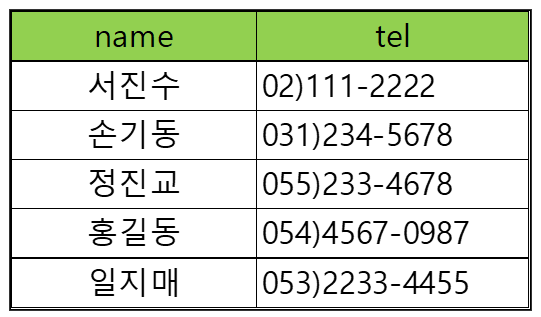 name tel
서진수 02)111-2222
손기동 031)234-5678
정진교 055)233-4678
홍길동 054)4567-0987
일지매 053)2233-4455